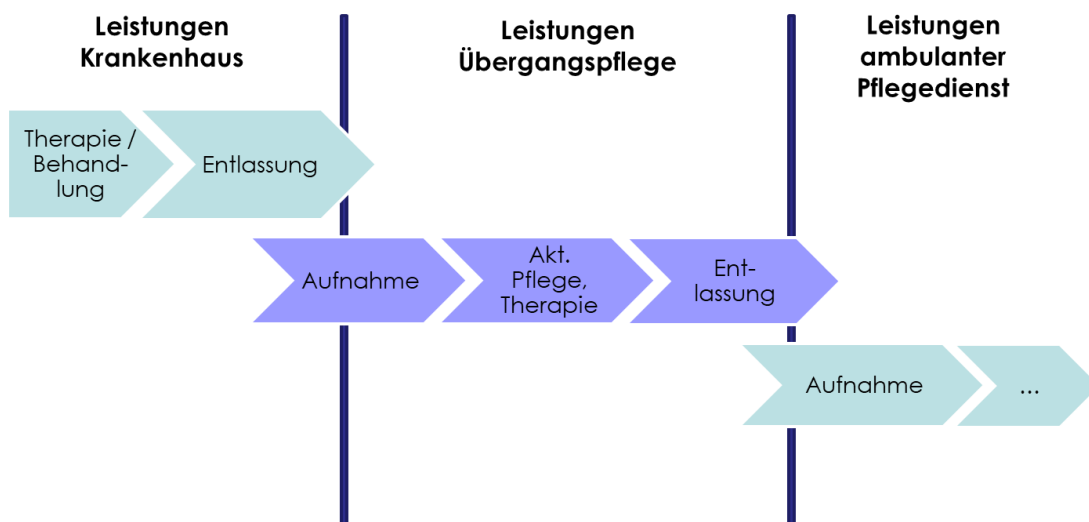 Leistungen
Krankenhaus
Leistungen
Übergangspflege
Leistungen
ambulanter
Pflegedienst
Therapie /
Behand-
lung
Entlassung
Aufnahme
Akt.
Pflege,
Therapie
Ent-
lassung
Aufnahme
...